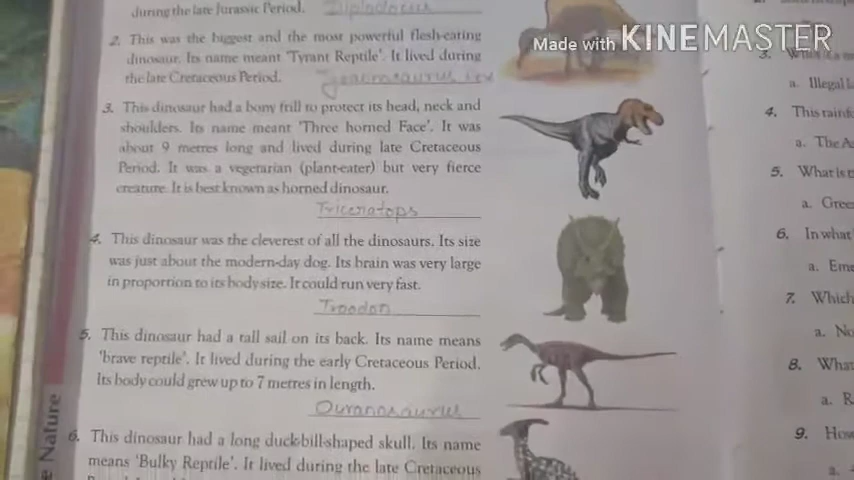 during the late Jurassic Period. Diplodocus
2. This was the biggest and the most powerful flesh-eating
dinosaur. Its name meant 'Tyrant Reptile'. It lived during
the late Cretaceous Period.
3. This dinosaur had a bony frill to protect its head, neck and
shoulders. Its name meant 'Three horned Face'. It was
about 9 metres long and lived during late Cretaceous
Period. It was a vegetarian (plant-eater) but very fierce
creature. It is best known as horned dinosaur.
Triceratops
4. This dinosaur was the cleverest of all the dinosaurs. Its size
was just about the modern-day dog. Its brain was very large
in proportion to its body size. It could run very fast.
Troodon
5. This dinosaur had a tall sail on its back. Its name means
'brave reptile'. It lived during the early Cretaceous Period.
Its body could grew up to 7 metres in length.
Ouranosaurus
6. This dinosaur had a long duck-bill-shaped skull. Its name
means 'Bulky Reptile'. It lived during the late Cretaceous
e Nature
Made with KINEMASTER
3.
a. Illegal
4. This
a. The
5. What is
a.
6. In what
a.
7. Which
a. No
8. What
a. R
9. How
a.